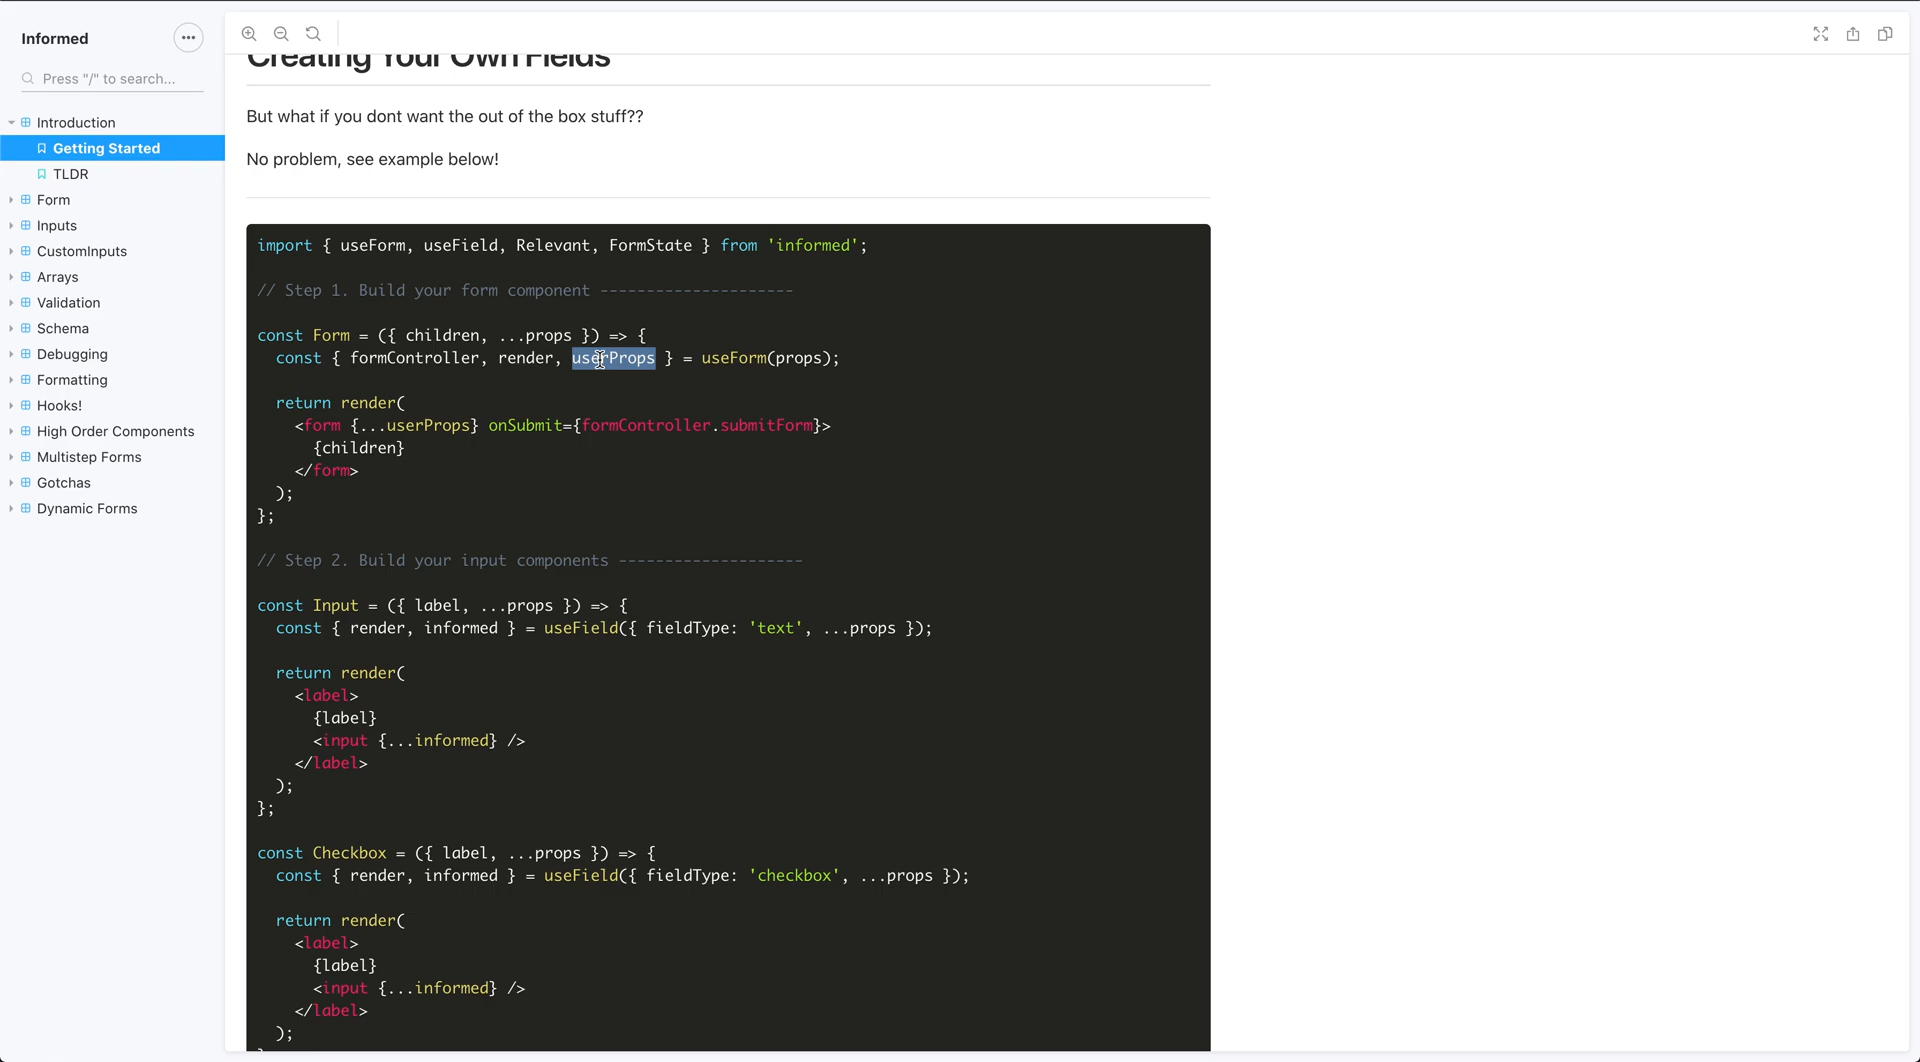 Informed
Press "/" to search...
Introduction
Getting Started
TLDR
Form
Inputs
CustomInputs
Arrays
Validation
Schema
Debugging
Formatting
Hooks!
High Order Components
Multistep Forms
Gotchas
Dynamic Forms
Creating Your Own Fields
But what if you dont want the out of the box stuff??
No problem, see example below!
import { useForm, useField, Relevant, FormState } from 'informed';
// Step 1. Build your form component ---------------------
const Form = ({ children, ...props }) => {
const { formController, render, userProps } = useForm(props);
return render(
<form {...userProps} onSubmit={formController.submitForm}>
{children}
</form>
);
};
// Step 2. Build your input components --------------------
const Input = ({ label, ...props }) => {
const { render, informed } = useField({ fieldType: 'text', ...props });
return render(
<label>
{label}
<input {...informed} />
</label>
);
};
const Checkbox = ({ label, ...props }) => {
const { render, informed } = useField({ fieldType: 'checkbox', ...props });
return render(
<label>
{label}
<input {...informed} />
</label>
);